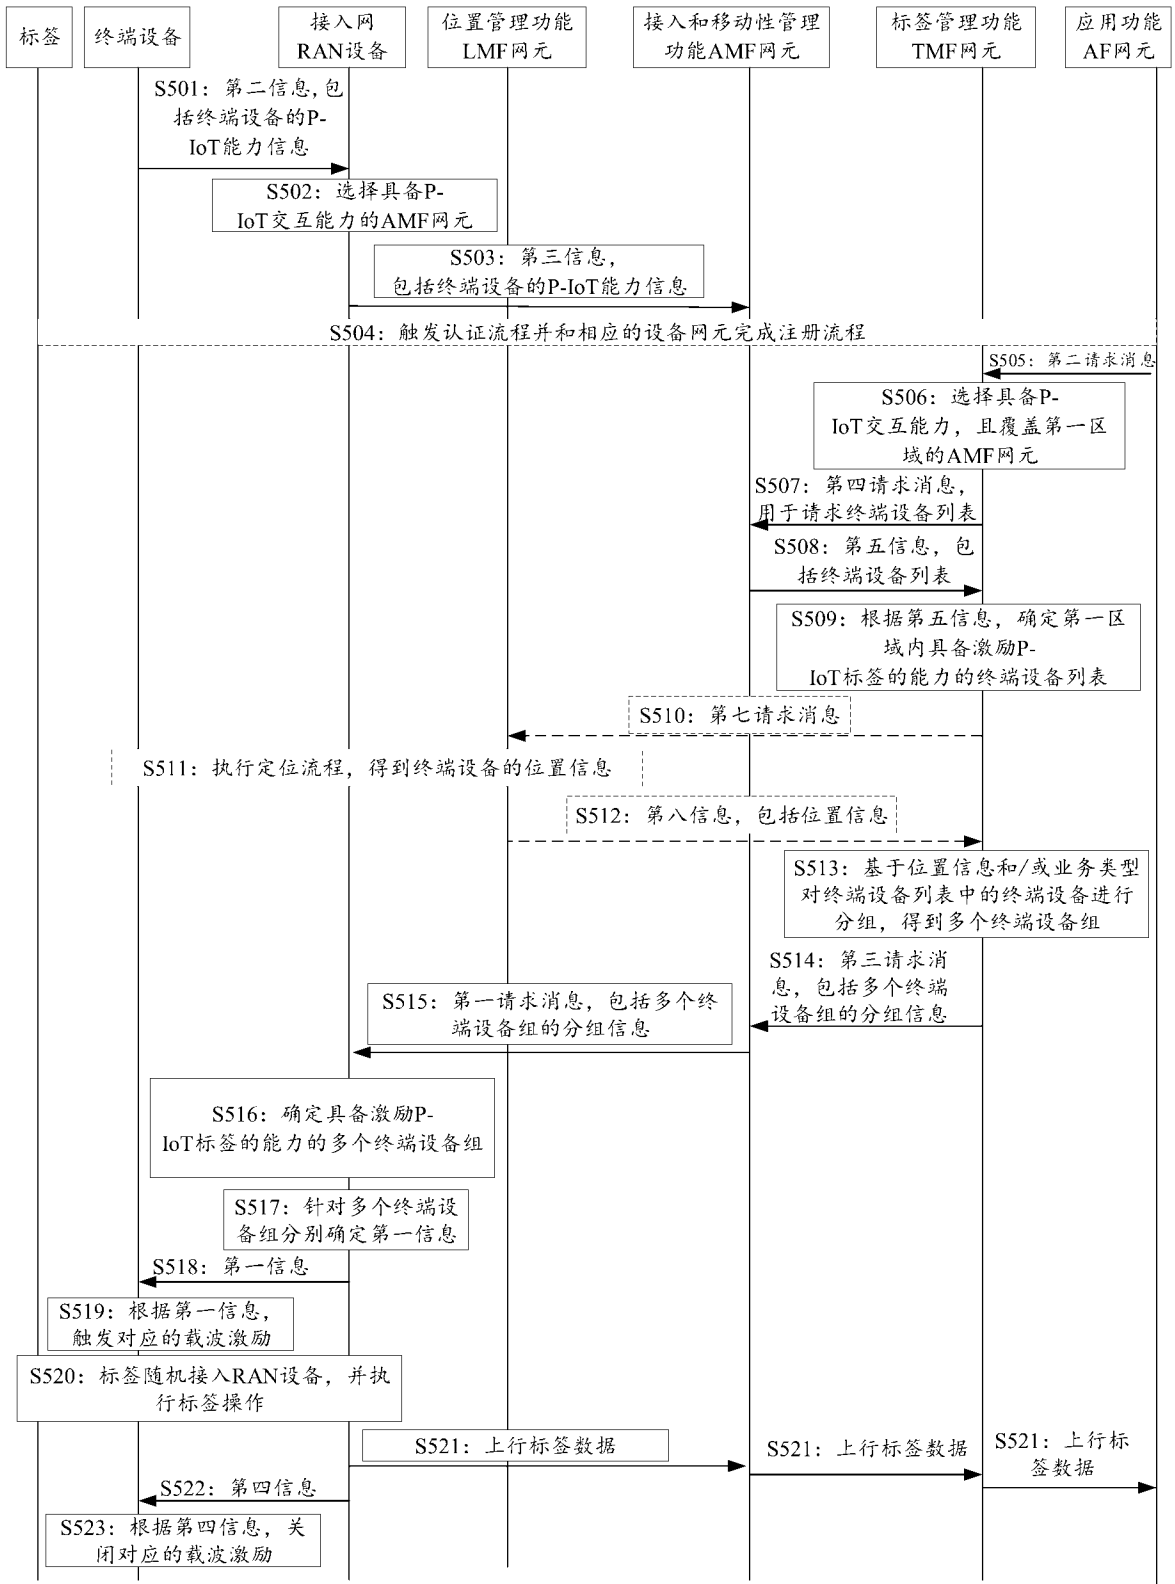 标签
终端设备
接入网
RAN设备
位置管理功能
LMF网元
接入和移动性管理
功能AMF网元
标签管理功能
TMF网元
应用功能
AF网元
S501：第二信息,包
括终端设备的P-
IoT能力信息
S502：选择具备P-
IoT交互能力的AMF网元
S503：第三信息，
包括终端设备的P-IoT能力信息
S504：触发认证流程并和相应的设备网元完成注册流程
S505：第二请求消息
S506：选择具备P-
IoT交互能力，且覆盖第一区
域的AMF网元
S507：第四请求消息，
用于请求终端设备列表
S508：第五信息，包
括终端设备列表
S509：根据第五信息，确定第一区
域内具备激励P-
IoT标签的能力的终端设备列表
S510：第七请求消息
S511：执行定位流程，得到终端设备的位置信息
S512：第八信息，包括位置信息
S513：基于位置信息和/或业务类型
对终端设备列表中的终端设备进行
分组，得到多个终端设备组
S514：第三请求消
息，包括多个终端
设备组的分组信息
S515：第一请求消息，包括多个终
端设备组的分组信息
S516：确定具备激励P-
IoT标签的能力的多个终端设备组
S517：针对多个终端设
备组分别确定第一信息
S518：第一信息
S519：根据第一信息，
触发对应的载波激励
S520：标签随机接入RAN设备，并执
行标签操作
S521：上行标签数据
S521：上行标签数据
S521：上行标
签数据
S522：第四信息
S523：根据第四信息，关
闭对应的载波激励